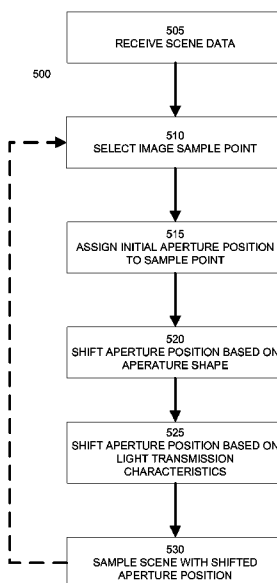 505
RECEIVE SCENE DATA
500
510
SELECT IMAGE SAMPLE POINT
515
ASSIGN INITIAL APERTURE POSITION
TO SAMPLE POINT
520
SHIFT APERTURE POSITION BASED ON
APERATURE SHAPE
525
SHIFT APERTURE POSITION BASED ON
LIGHT TRANSMISSION
CHARACTERISTICS
530
SAMPLE SCENE WITH SHIFTED
APERTURE POSITION